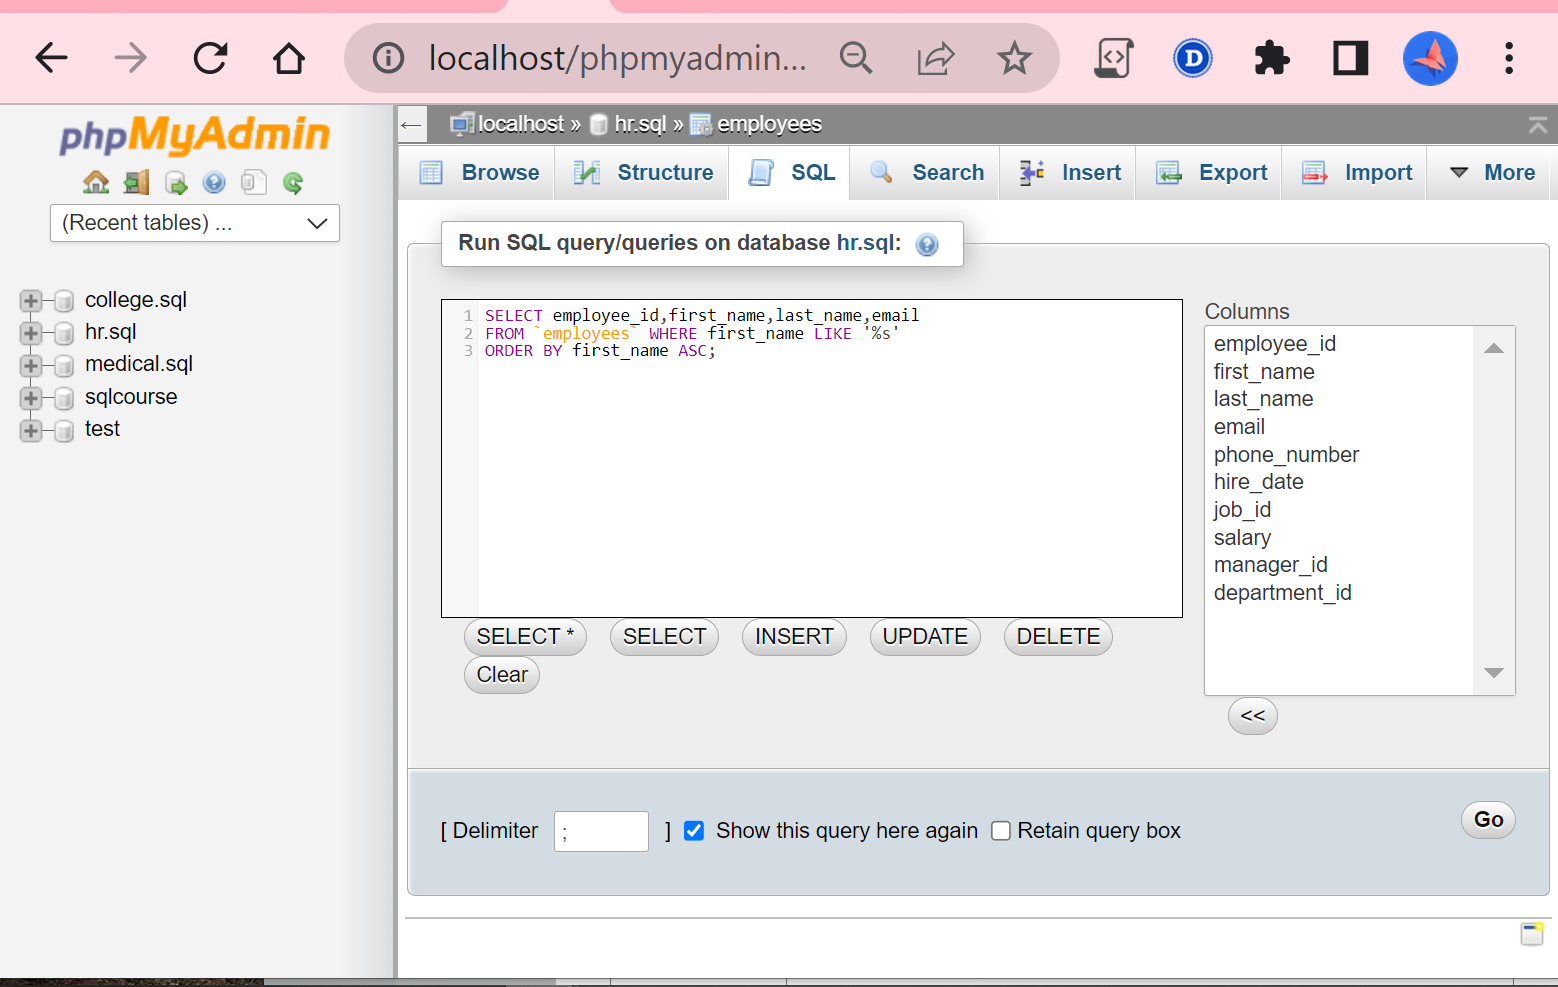 localhost/phpmyadmin...
D
phpMyAdmin
localhost » hr.sql » employees
Browse Structure SQL Search Insert Export Import More
(Recent tables) ...
college.sql
hr.sql
medical.sql
sqlcourse
test
Run SQL query/queries on database hr.sql:
1 SELECT employee_id,first_name,last_name,email
2 FROM `employees` WHERE first_name LIKE '%s'
3 ORDER BY first_name ASC;
SELECT * SELECT INSERT UPDATE DELETE
Clear
Columns
employee_id
first_name
last_name
email
phone_number
hire_date
job_id
salary
manager_id
department_id
<<
[ Delimiter ; ] Show this query here again Retain query box
Go